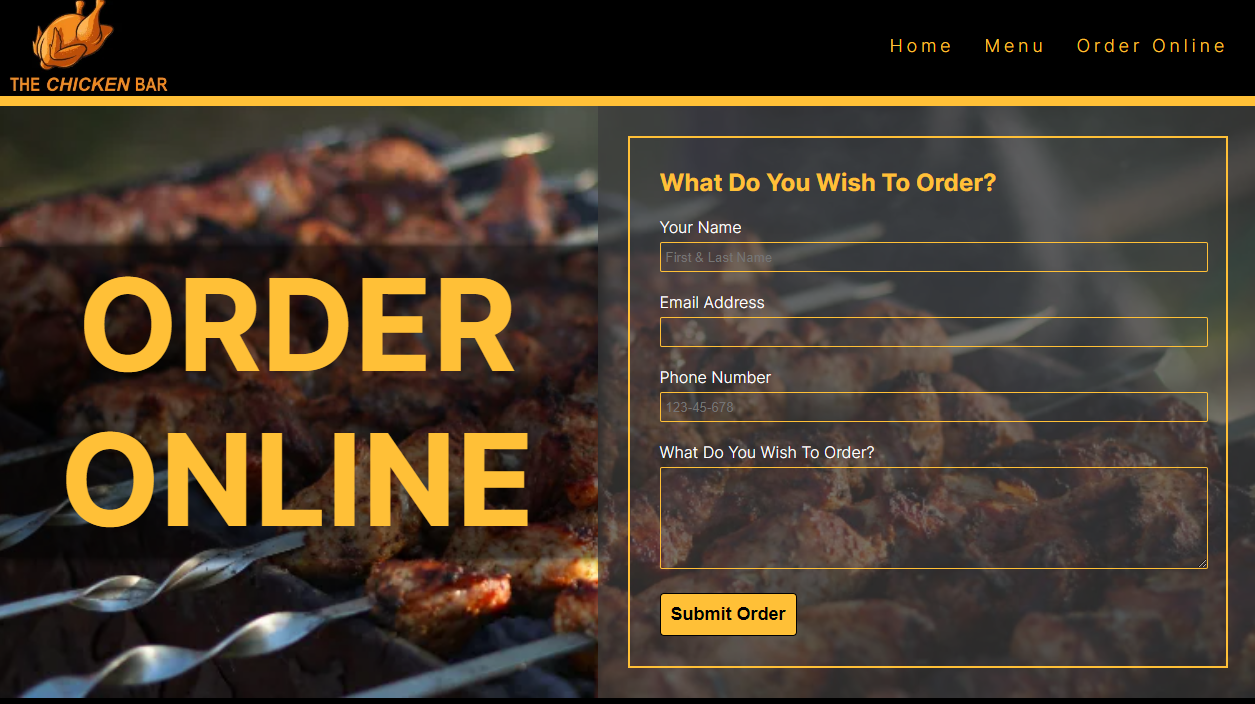 THE CHICKEN BAR
Home Menu Order Online
ORDER
ONLINE
What Do You Wish To Order?
Your Name
First & Last Name
Email Address
Phone Number
123-45-678
What Do You Wish To Order?
Submit Order